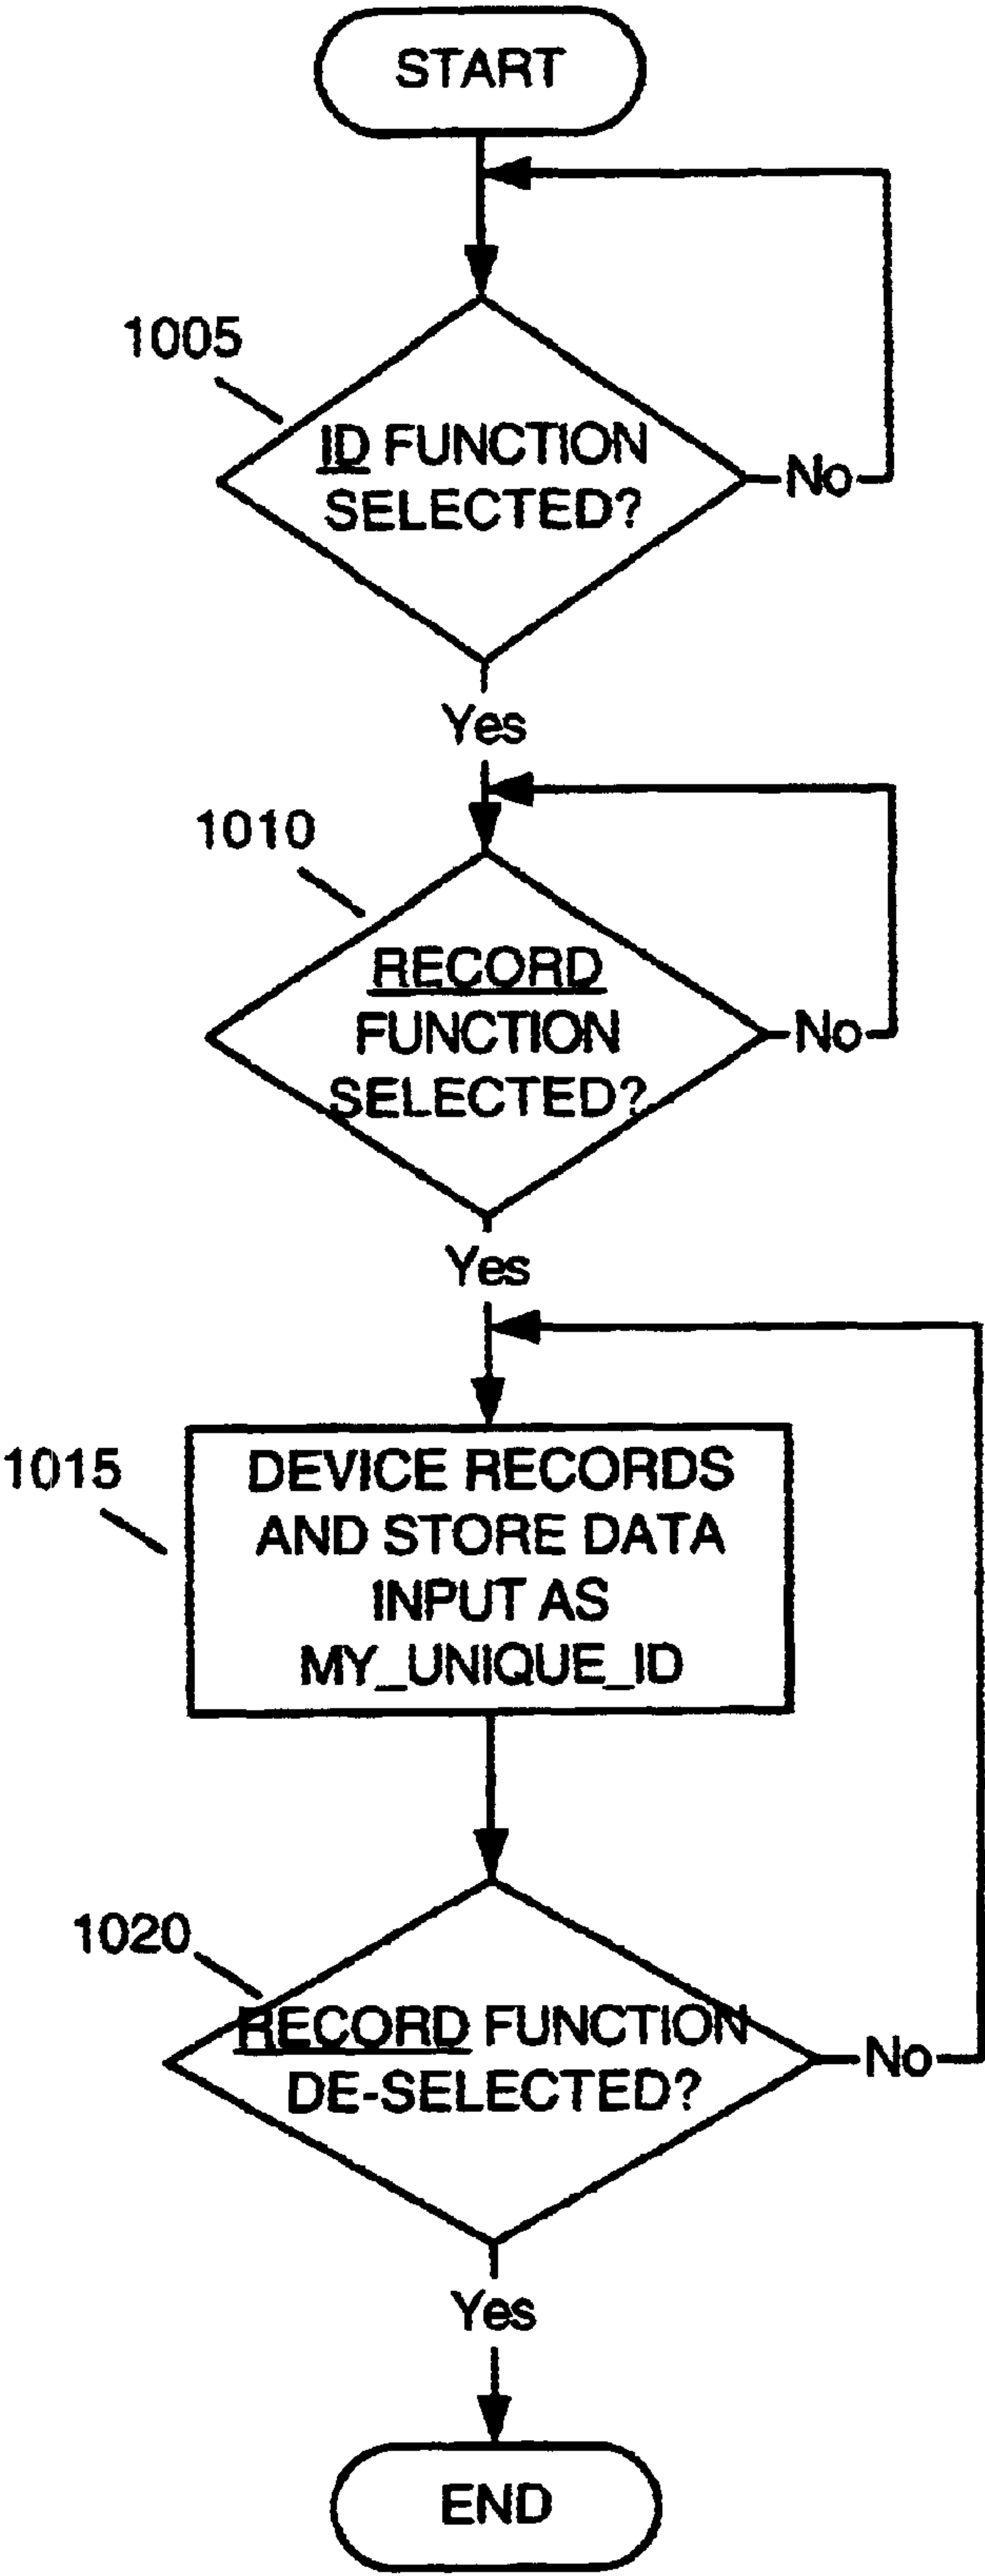 START
1005
ID FUNCTION
SELECTED?
No
Yes
1010
RECORD
FUNCTION
SELECTED?
No
Yes
1015
DEVICE RECORDS
AND STORE DATA
INPUT AS
MY_UNIQUE_ID
1020
RECORD FUNCTION
DE-SELECTED?
No
Yes
END